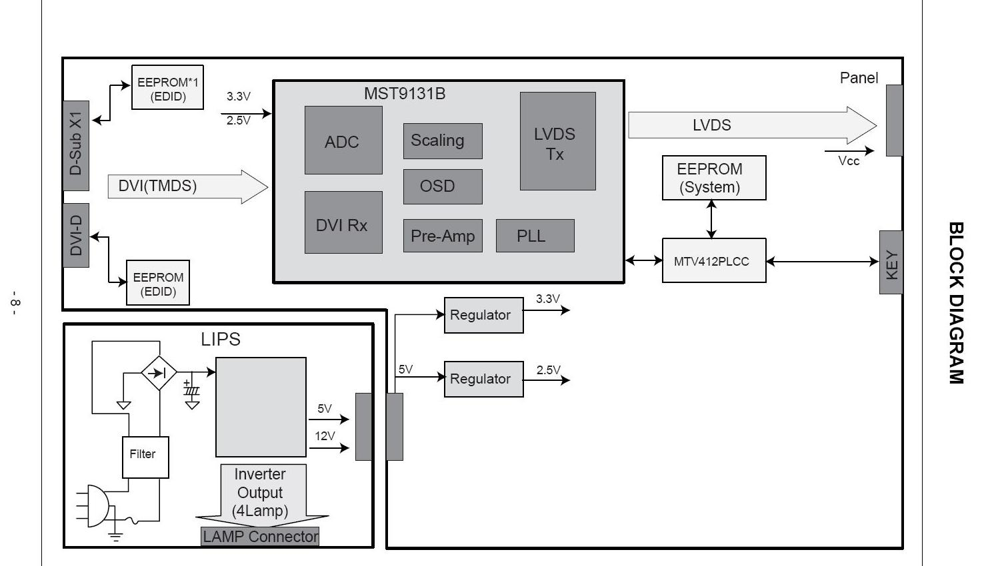 BLOCK DIAGRAM
EEPROM*1
(EDID)
D-Sub X1
3.3V
2.5V
DVI(TMDS)
DVI-D
EEPROM
(EDID)
MST9131B
ADC
Scaling
LVDS
Tx
OSD
DVI Rx
Pre-Amp
PLL
Panel
LVDS
Vcc
EEPROM
(System)
MTV412PLCC
KEY
Regulator
3.3V
5V
Regulator
2.5V
LIPS
+
5V
12V
Filter
Inverter
Output
(4Lamp)
LAMP Connector
- 8 -